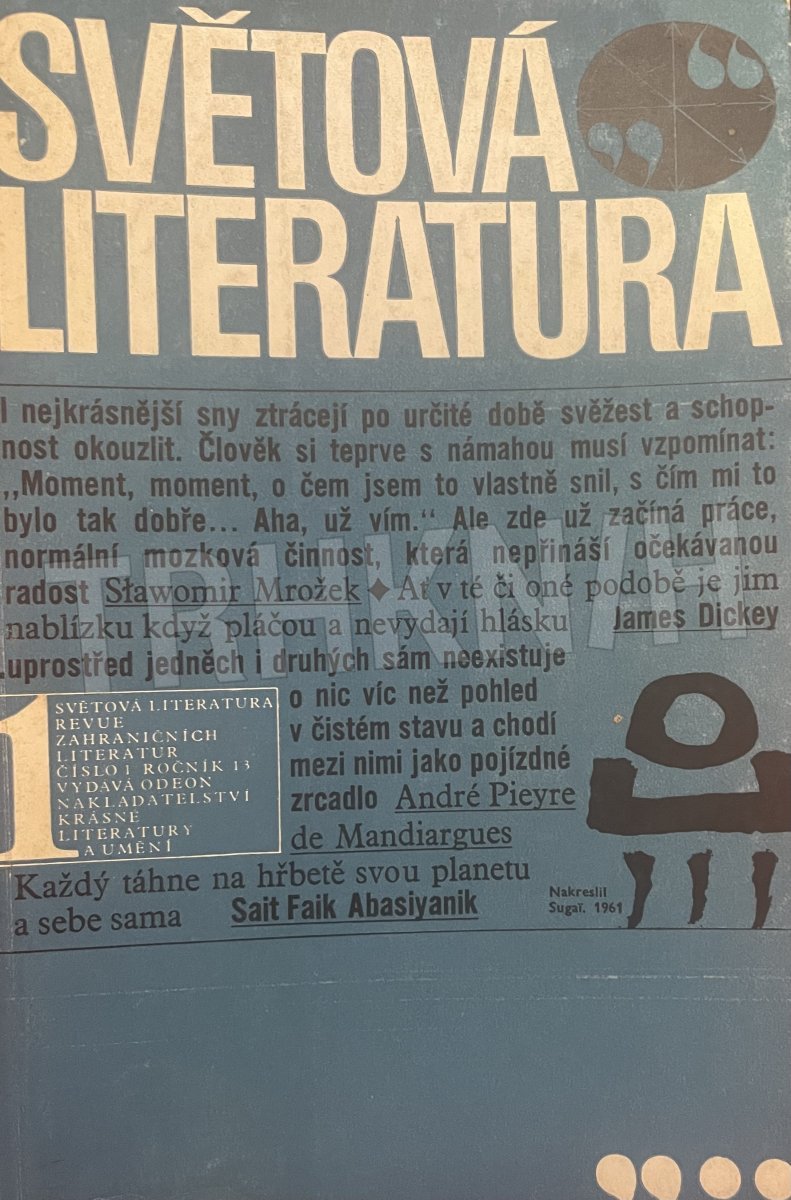 SVĚTOVÁ
LITERATURA
I nejkrásnější sny ztrácejí po určité době svěžest a schop-
nost okouzlit. Člověk si teprve s námahou musí vzpomínat:
,,Moment, moment, o čem jsem to vlastně snil, s čím mi to
bylo tak dobře... Aha, už vím.“ Ale zde už začíná práce,
normální mozková činnost, která nepřináší očekávanou
radost Sławomir Mrožek ✦ Ať v té či oné podobě je jim
nablízku když pláčou a nevydají hlásku James Dickey
uprostřed jedněch i druhých sám neexistuje
o nic víc než pohled
v čistém stavu a chodí
mezi nimi jako pojízdné
zrcadlo André Pieyre
de Mandiargues
1
SVĚTOVÁ LITERATURA
REVUE
ZAHRANIČNÍCH
LITERATUR
ČÍSLO 1 ROČNÍK 13
VYDÁVÁ ODEON
NAKLADATELSTVÍ
KRÁSNÉ
LITERATURY
A UMĚNÍ
Každý táhne na hřbetě svou planetu
a sebe sama Sait Faik Abasiyanik
Nakreslil
Sugaï. 1961
TRHKNIH